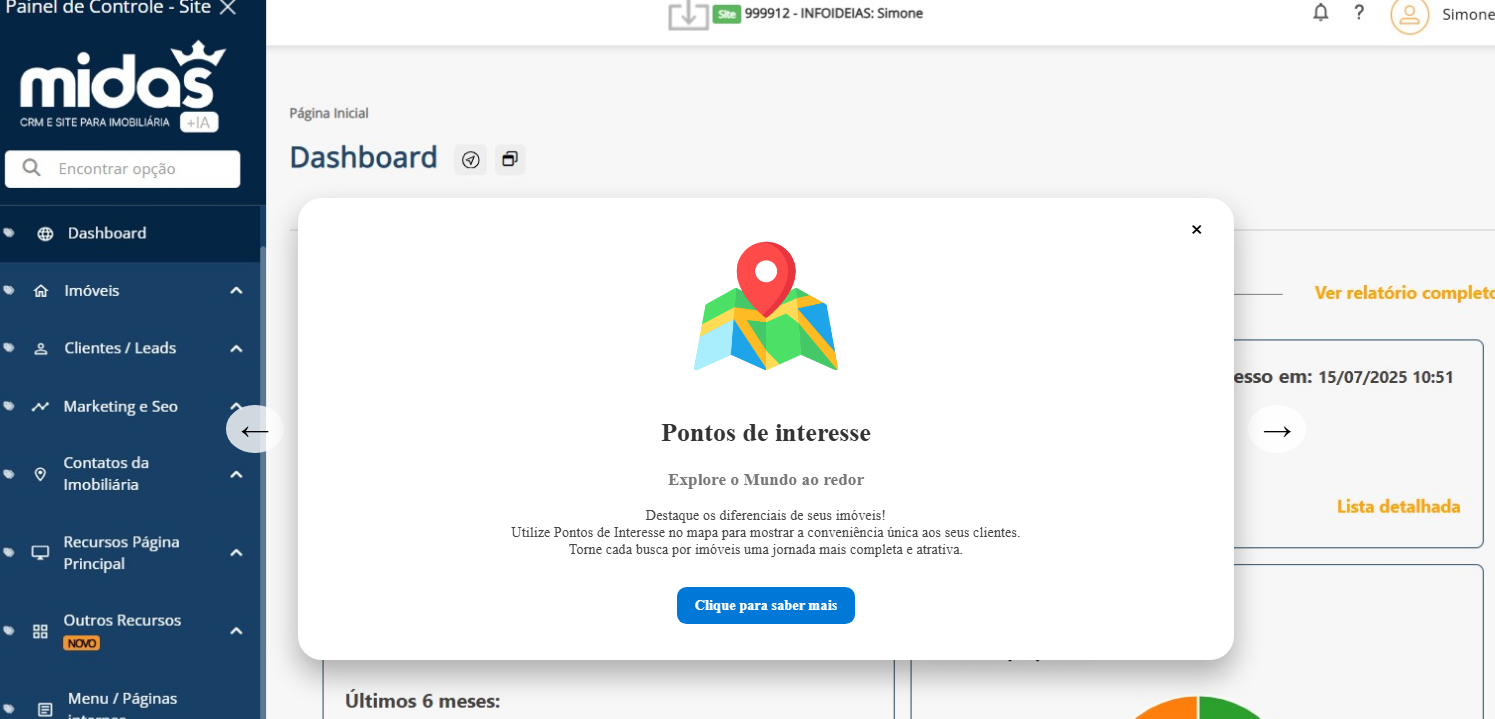 Painel de Controle - Site
Site 999912 - INFOIDEIAS: Simone
?
Simone
midas
CRM E SITE PARA IMOBILIÁRIA +IA
Encontrar opção
Página Inicial
Dashboard
Dashboard
Imóveis
Clientes / Leads
Marketing e Seo
Contatos da
Imobiliária
Recursos Página
Principal
Outros Recursos
NOVO
Menu / Páginas
internas
Pontos de interesse
Explore o Mundo ao redor
Destaque os diferenciais de seus imóveis!
Utilize Pontos de Interesse no mapa para mostrar a conveniência única aos seus clientes.
Torne cada busca por imóveis uma jornada mais completa e atrativa.
Clique para saber mais
Ver relatório completo
esso em: 15/07/2025 10:51
Lista detalhada
Últimos 6 meses: